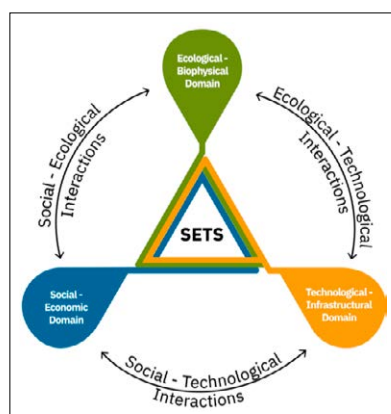 Ecological -
Biophysical
Domain
Social - Ecological
Interactions
Ecological - Technological
Interactions
SETS
Social -
Economic
Domain
Technological -
Infrastructural
Domain
Social - Technological
Interactions